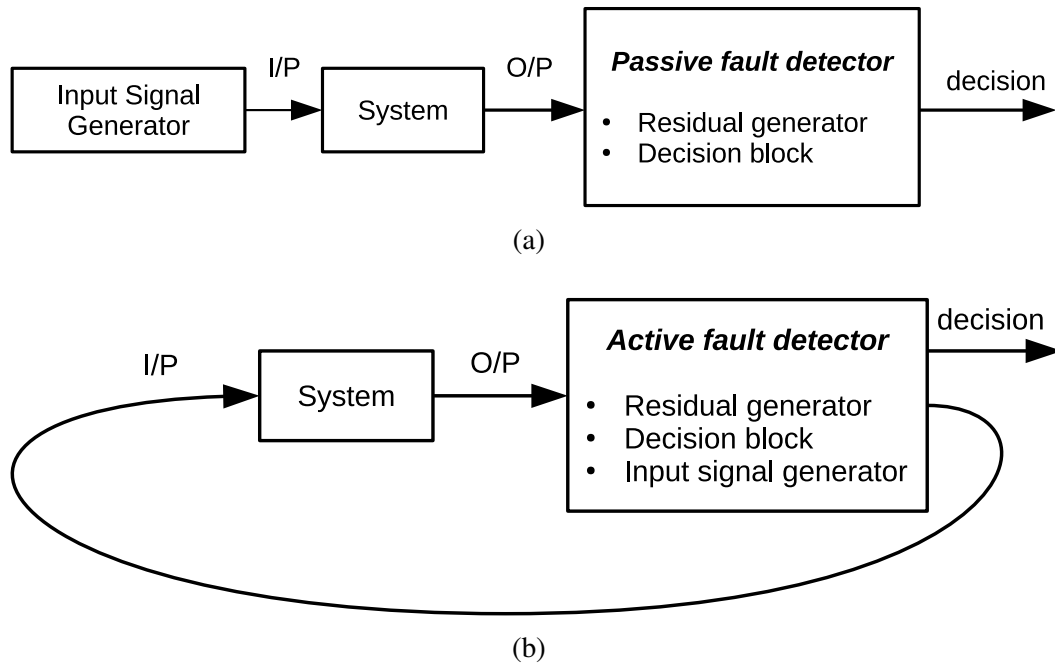 I/P
O/P
Input Signal
Generator
System
Passive fault detector
• Residual generator
• Decision block
decision
(a)
I/P
System
O/P
Active fault detector
• Residual generator
• Decision block
• Input signal generator
decision
(b)